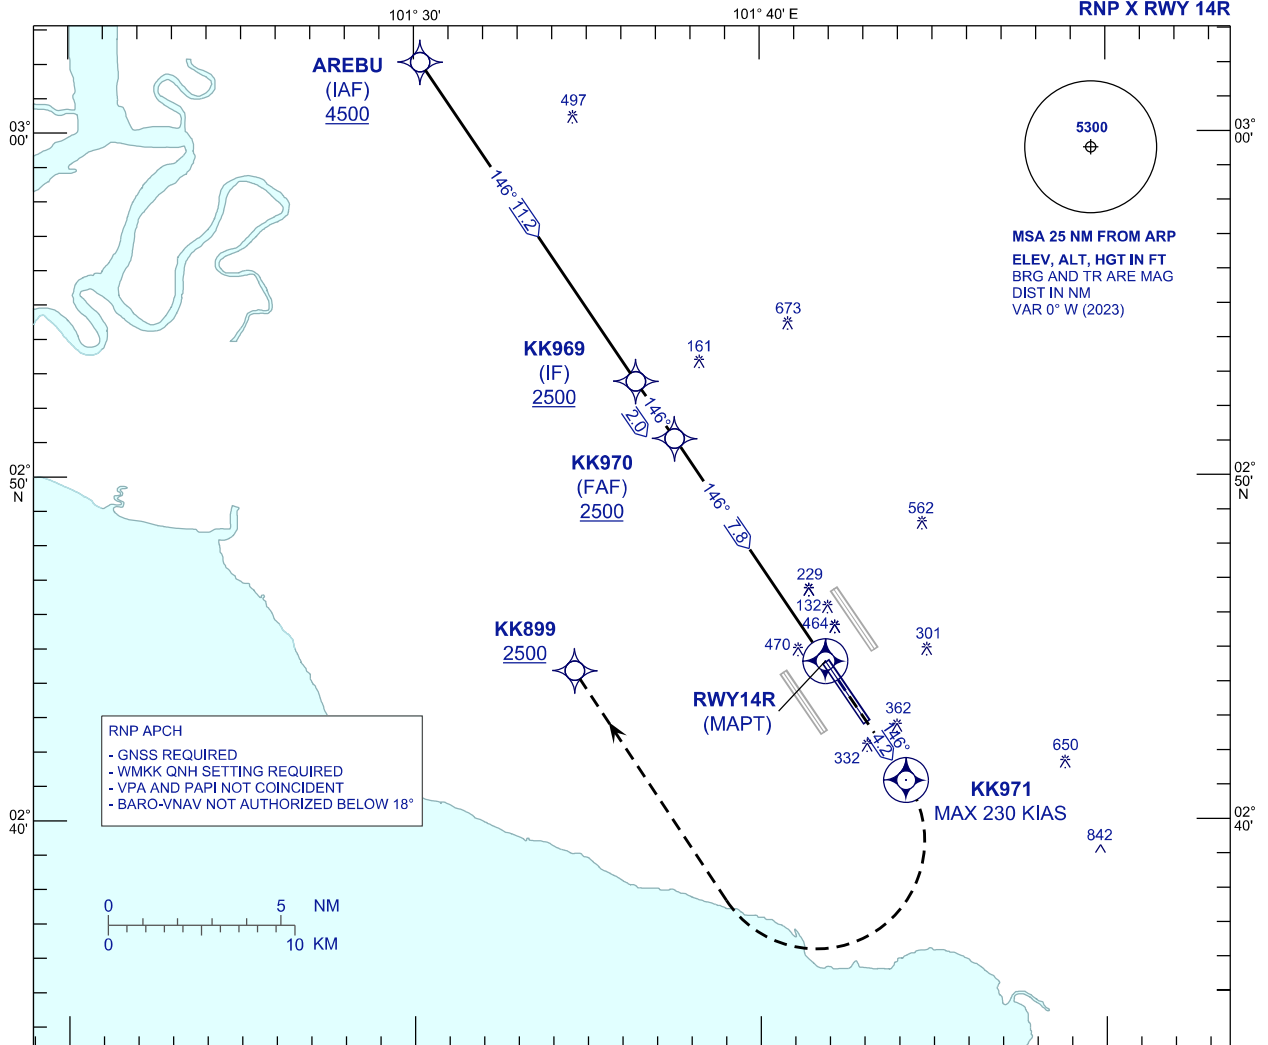 RNP X RWY 14R
101° 30'
101° 40' E
AREBU
(IAF)
4500
497
03°
00'
03°
00'
5300
MSA 25 NM FROM ARP
ELEV, ALT, HGT IN FT
BRG AND TR ARE MAG
DIST IN NM
VAR 0° W (2023)
146° 11.2
673
161
KK969
(IF)
2500
146°
2.0
KK970
(FAF)
2500
02°
50'
N
02°
50'
N
146° 7.8
562
229
132
464
470
301
KK899
2500
RWY14R
(MAPT)
362
146°
4.2
332
650
KK971
MAX 230 KIAS
842
02°
40'
02°
40'
RNP APCH
- GNSS REQUIRED
- WMKK QNH SETTING REQUIRED
- VPA AND PAPI NOT COINCIDENT
- BARO-VNAV NOT AUTHORIZED BELOW 18°
0 5 NM
0 10 KM